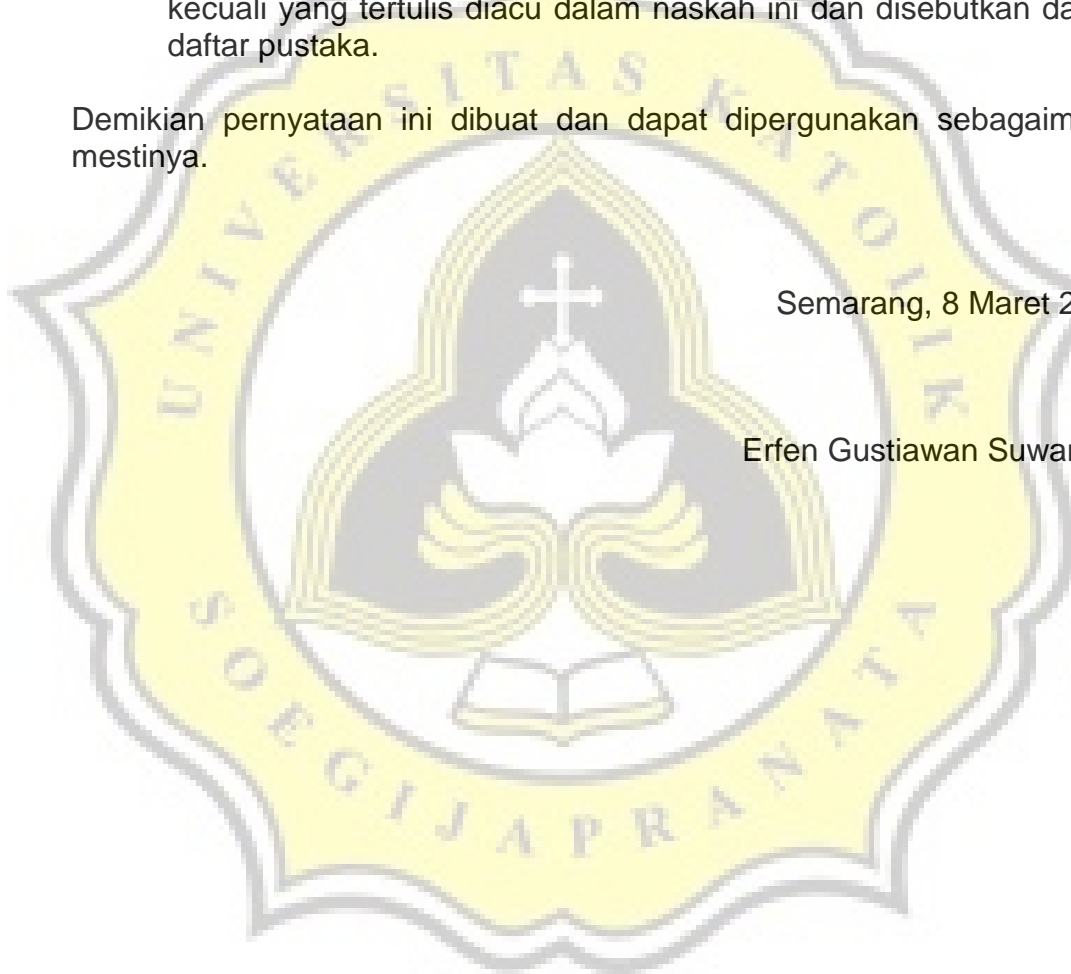 kecuali yang tertulis diacu dalam naskah ini dan disebutkan da
daftar pustaka.
Demikian pernyataan ini dibuat dan dapat dipergunakan sebagaim
mestinya.
Semarang, 8 Maret 2
Erfen Gustiawan Suwa
UNIVERSITAS KATOLIK
SOEGIJAPRANATA